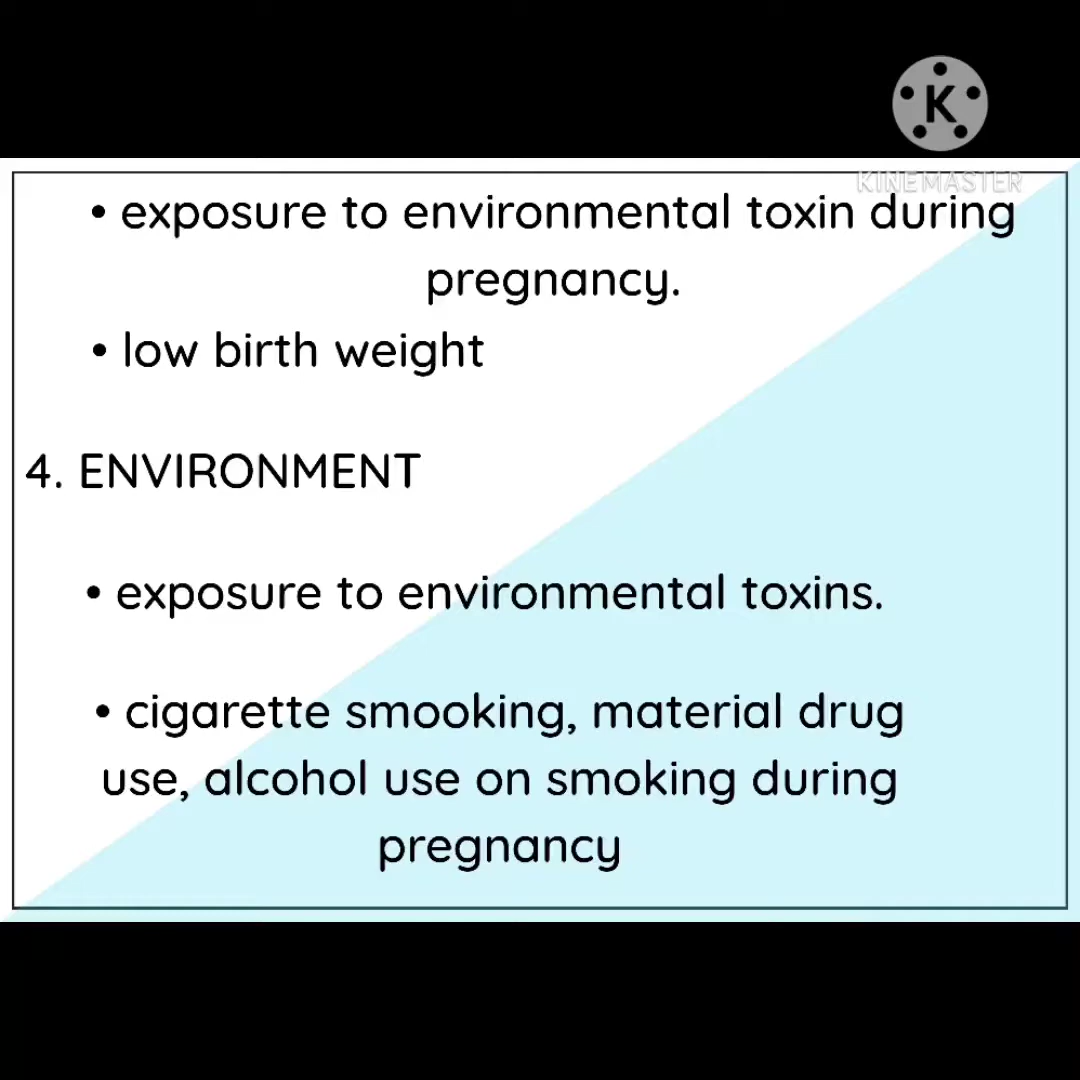 K
KINEMASTER
• exposure to environmental toxin during
pregnancy.
• low birth weight
4. ENVIRONMENT
• exposure to environmental toxins.
• cigarette smooking, material drug
use, alcohol use on smoking during
pregnancy